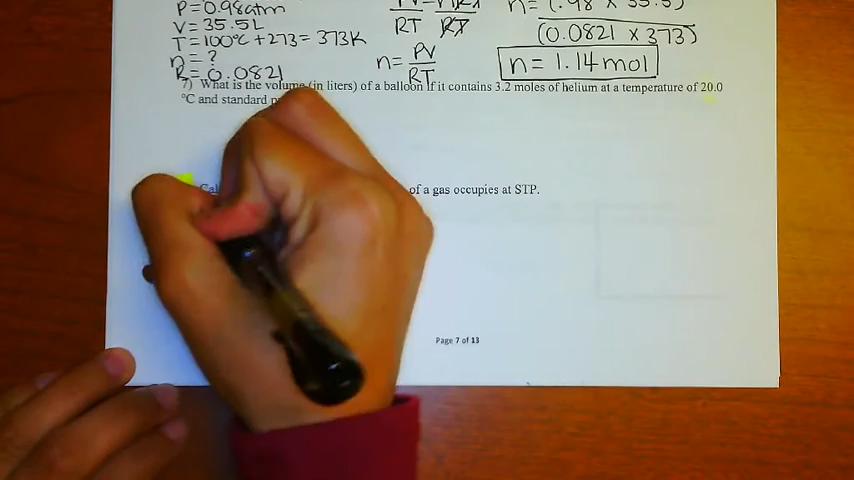 P = 0.98atm
V = 35.5L
T = 100°C + 273 = 373K
n = ?
R = 0.0821
RT RT
n = PV
RT
n = (.98 x 35.5)
(0.0821 x 373)
n = 1.14 mol
7) What is the volume (in liters) of a balloon if it contains 3.2 moles of helium at a temperature of 20.0
°C and standard
of a gas occupies at STP.
Page 7 of 13